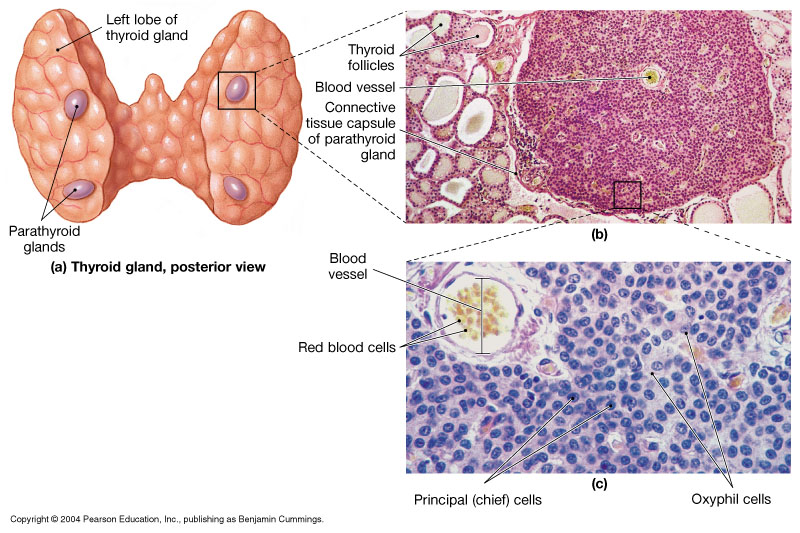 Left lobe of
thyroid gland
Parathyroid
glands
(a) Thyroid gland, posterior view
Thyroid
follicles
Blood vessel
Connective
tissue capsule
of parathyroid
gland
(b)
Blood
vessel
Red blood cells
Principal (chief) cells
Oxyphil cells
(c)
Copyright © 2004 Pearson Education, Inc., publishing as Benjamin Cummings.